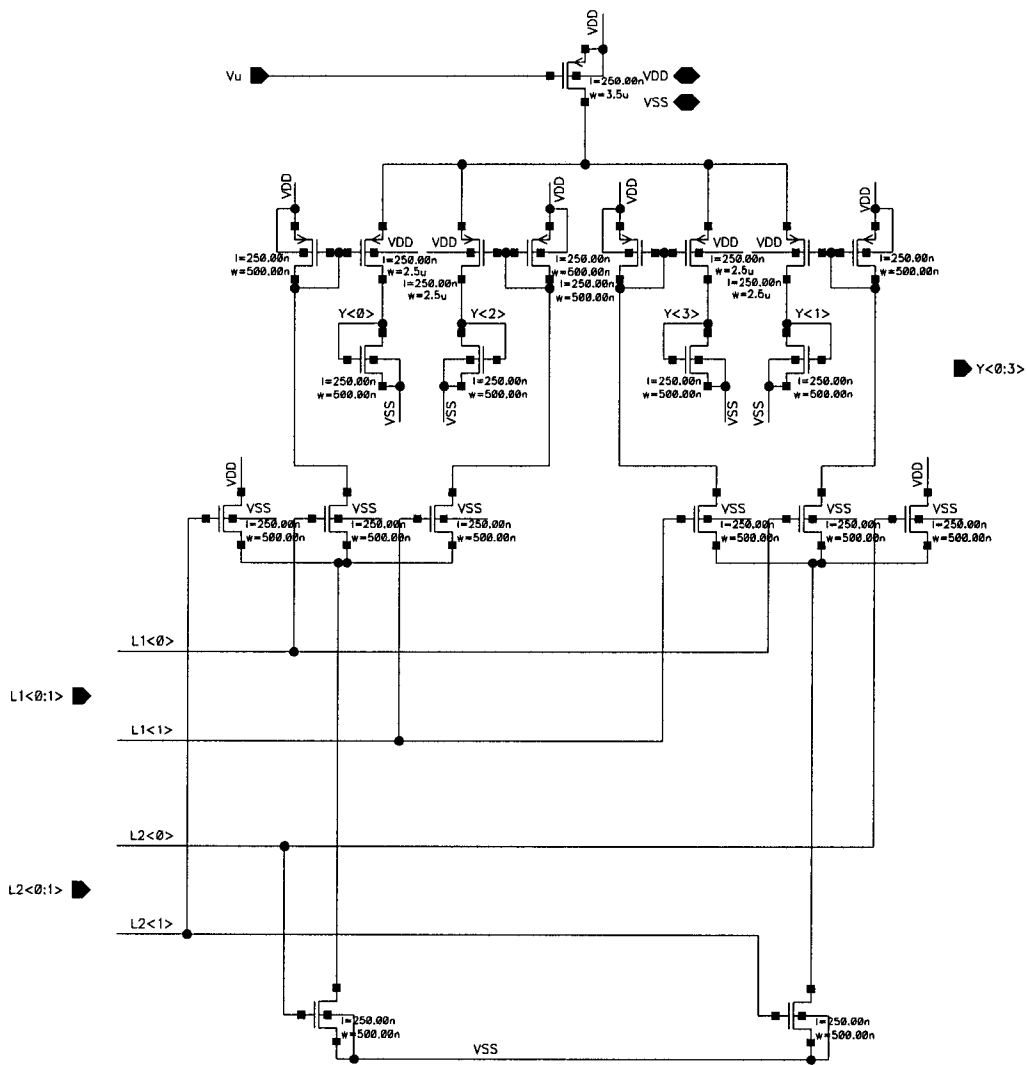 VDD
Vu
VDD
l=250.00n
w=3.5u
VSS
VDD
VDD
VDD
VDD
VDD
VDD
VDD
VDD
l=250.00n
w=500.00n
l=250.00n
w=2.5u
l=250.00n
w=2.5u
l=250.00n
w=500.00n
l=250.00n
w=500.00n
l=250.00n
w=2.5u
l=250.00n
w=2.5u
l=250.00n
w=500.00n
Y<0>
Y<2>
Y<3>
Y<1>
Y<0:3>
l=250.00n
w=500.00n
l=250.00n
w=500.00n
l=250.00n
w=500.00n
l=250.00n
w=500.00n
VSS
VSS
VSS
VSS
VDD
VDD
VSS
VSS
VSS
VSS
VSS
VSS
l=250.00n
w=500.00n
l=250.00n
w=500.00n
l=250.00n
w=500.00n
l=250.00n
w=500.00n
l=250.00n
w=500.00n
l=250.00n
w=500.00n
L1<0>
L1<0:1>
L1<1>
L2<0>
L2<0:1>
L2<1>
l=250.00n
w=500.00n
l=250.00n
w=500.00n
VSS